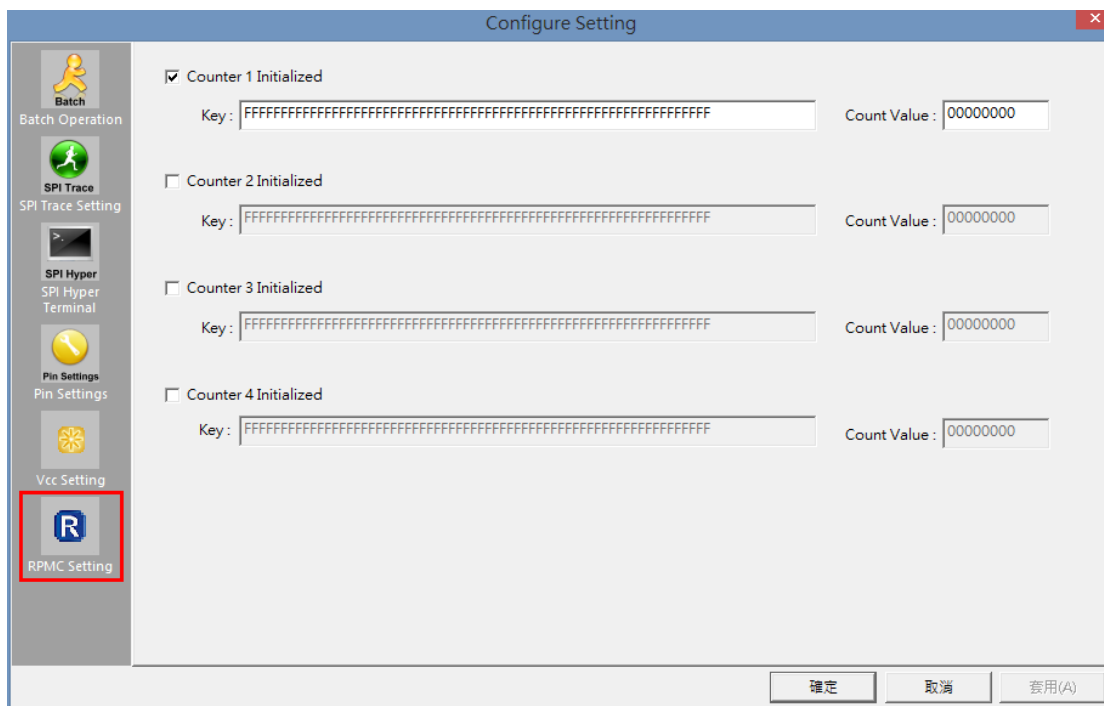 Configure Setting
Batch
Batch Operation
SPI Trace
SPI Trace Setting
>.
SPI Hyper
SPI Hyper
Terminal
Pin Settings
Pin Settings
Vcc Setting
R
RPMC Setting
Counter 1 Initialized
Key : FFFFFFFFFFFFFFFFFFFFFFFFFFFFFFFFFFFFFFFFFFFFFFFFFFFFFFFFFFFFFFFF Count Value : 00000000
Counter 2 Initialized
Key : FFFFFFFFFFFFFFFFFFFFFFFFFFFFFFFFFFFFFFFFFFFFFFFFFFFFFFFFFFFFFFFF Count Value : 00000000
Counter 3 Initialized
Key : FFFFFFFFFFFFFFFFFFFFFFFFFFFFFFFFFFFFFFFFFFFFFFFFFFFFFFFFFFFFFFFF Count Value : 00000000
Counter 4 Initialized
Key : FFFFFFFFFFFFFFFFFFFFFFFFFFFFFFFFFFFFFFFFFFFFFFFFFFFFFFFFFFFFFFFF Count Value : 00000000
確定 取消 套用(A)